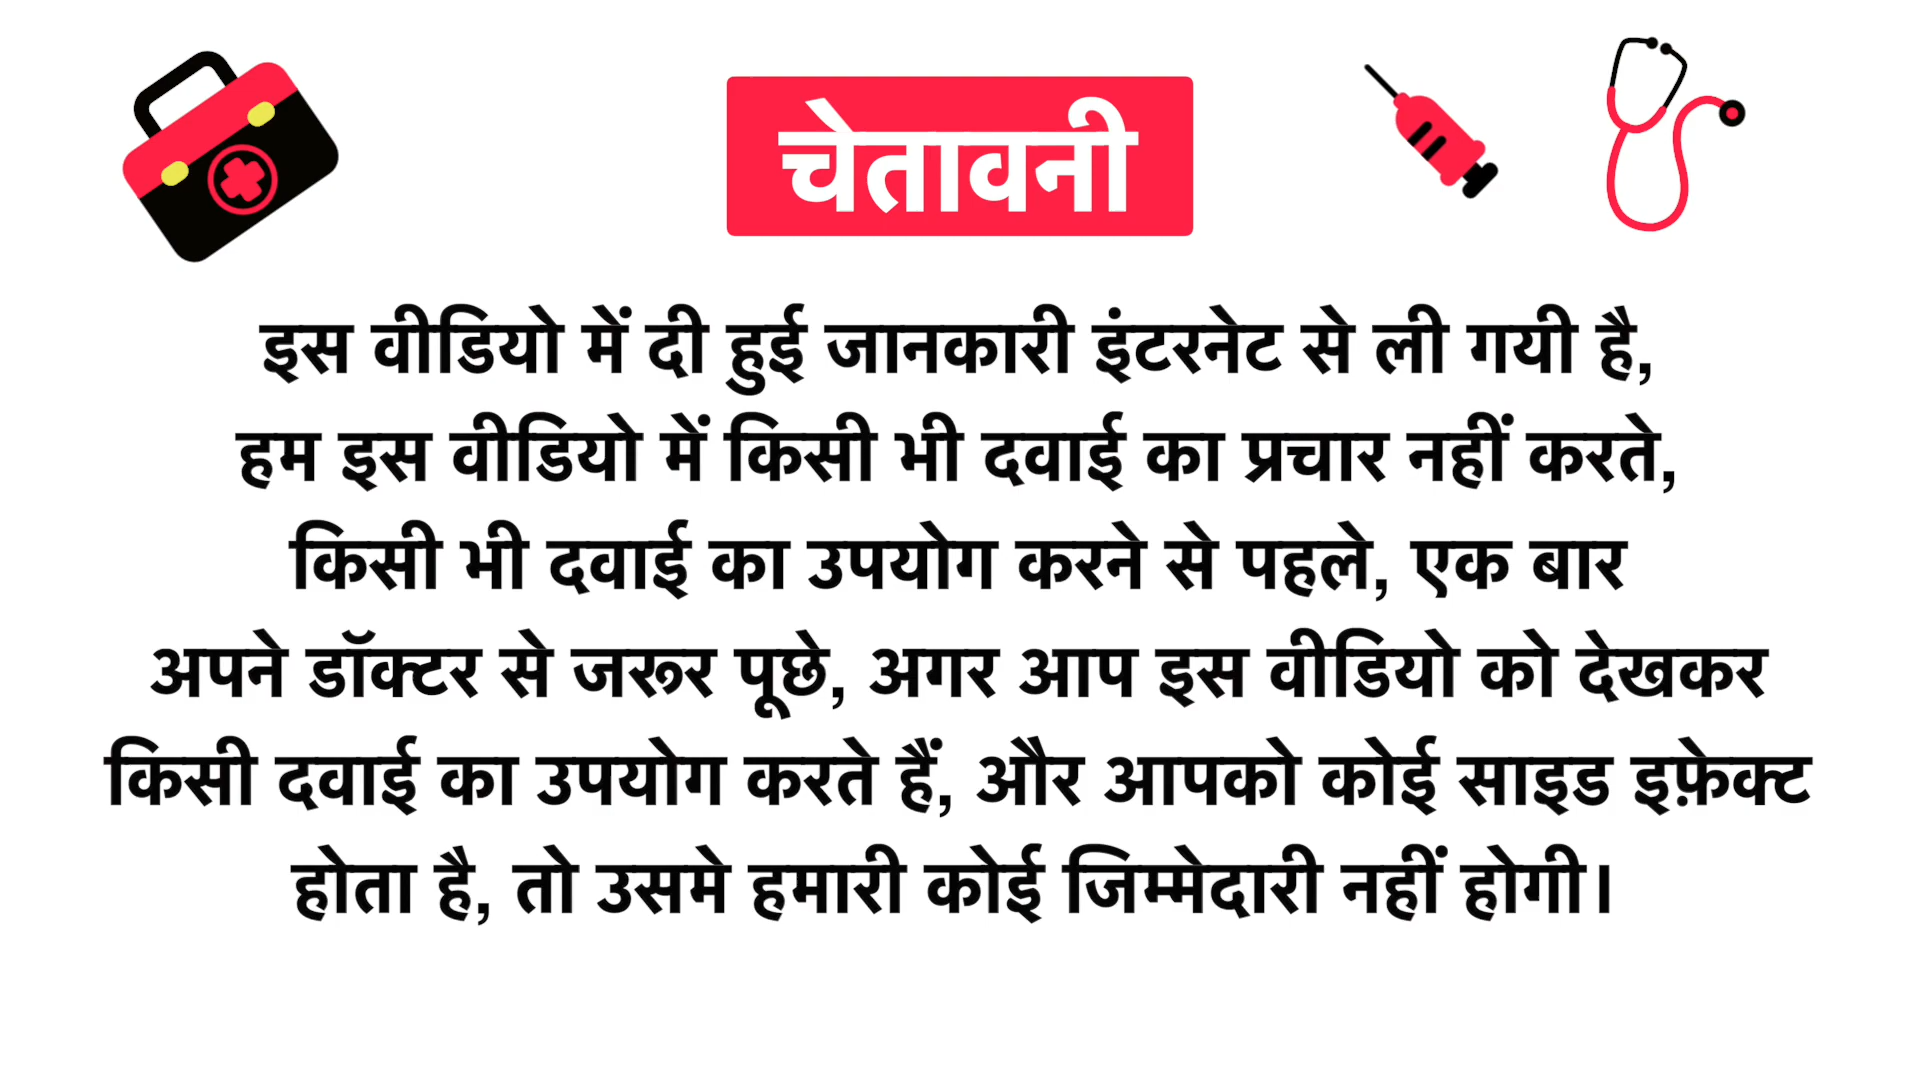 चेतावनी
इस वीडियो में दी हुई जानकारी इंटरनेट से ली गयी है,
हम इस वीडियो में किसी भी दवाई का प्रचार नहीं करते,
किसी भी दवाई का उपयोग करने से पहले, एक बार
अपने डॉक्टर से जरूर पूछे, अगर आप इस वीडियो को देखकर
किसी दवाई का उपयोग करते हैं, और आपको कोई साइड इफ़ेक्ट
होता है, तो उसमे हमारी कोई जिम्मेदारी नहीं होगी।